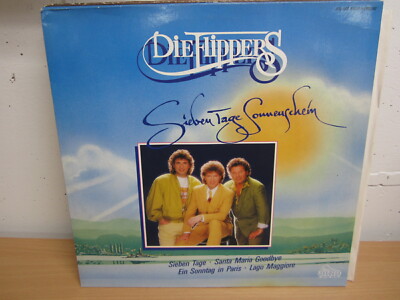 Die Flippers
Sieben Tage Sonnenschein
Sieben Tage · Santa Maria Goodbye
Ein Sonntag in Paris · Lago Maggiore